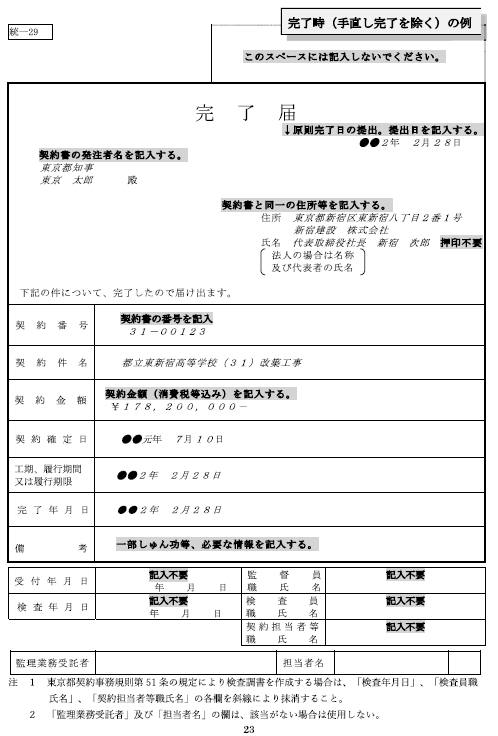 完了時（手直し完了を除く）の例
統－29
このスペースには記入しないでください。
完　了　届
↓原則完了日の提出。提出日を記入する。
●●２年　２月２８日
契約書の発注者名を記入する。
東京都知事
東京　太郎　　殿
契約書と同一の住所等を記入する。
住所　東京都新宿区東新宿八丁目２番１号
新宿建設　株式会社
氏名　代表取締役社長　新宿　次郎　押印不要
法人の場合は名称
及び代表者の氏名
下記の件について、完了したので届け出ます。
契約書の番号を記入
契約番号　３１－００１２３
契約件名　都立東新宿高等学校（３１）改築工事
契約金額（消費税等込み）を記入する。
契約金額　￥１７８，２００，０００－
契約確定日　●●元年　７月１０日
工期、履行期間
又は履行期限　●●２年　２月２８日
完了年月日　●●２年　２月２８日
備考　一部しゅん功等、必要な情報を記入する。
受付年月日　記入不要　年　月　日　監督員職氏名　記入不要
検査年月日　記入不要　年　月　日　検査員職氏名　記入不要
契約担当者等職氏名　記入不要
監理業務受託者　担当者名
注　１　東京都契約事務規則第 51 条の規定により検査調書を作成する場合は、「検査年月日」、「検査員職
氏名」、「契約担当者等職氏名」の各欄を斜線により抹消すること。
２　「監理業務受託者」及び「担当者名」の欄は、該当がない場合は使用しない。
23